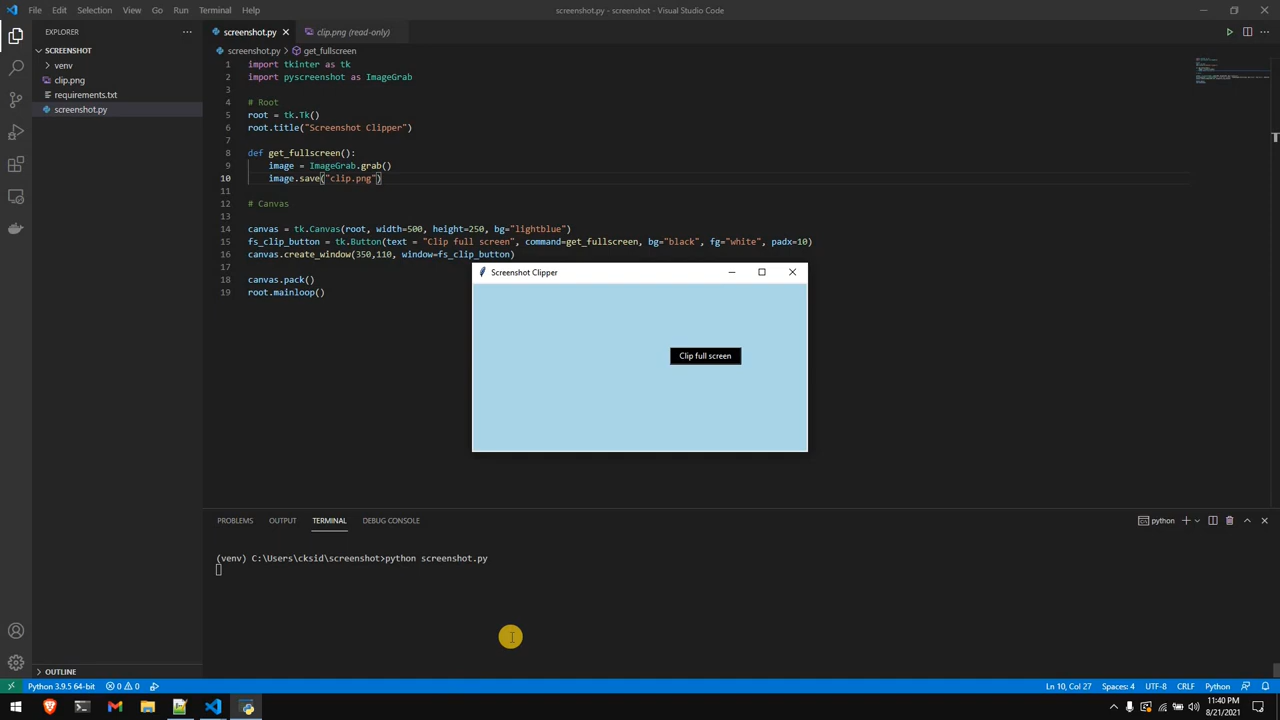 File Edit Selection View Go Run Terminal Help
screenshot.py - screenshot - Visual Studio Code
EXPLORER
SCREENSHOT
venv
clip.png
requirements.txt
screenshot.py
OUTLINE
screenshot.py
clip.png (read-only)
screenshot.py > get_fullscreen
1 import tkinter as tk
2 import pyscreenshot as ImageGrab
3
4 # Root
5 root = tk.Tk()
6 root.title("Screenshot Clipper")
7
8 def get_fullscreen():
9 image = ImageGrab.grab()
10 image.save("clip.png")
11
12 # Canvas
13
14 canvas = tk.Canvas(root, width=500, height=250, bg="lightblue")
15 fs_clip_button = tk.Button(text = "Clip full screen", command=get_fullscreen, bg="black", fg="white", padx=10)
16 canvas.create_window(350,110, window=fs_clip_button)
17
18 canvas.pack()
19 root.mainloop()
Screenshot Clipper
Clip full screen
PROBLEMS OUTPUT TERMINAL DEBUG CONSOLE
python
(venv) C:\Users\cksid\screenshot>python screenshot.py
Python 3.9.5 64-bit 0 0
Ln 10, Col 27 Spaces: 4 UTF-8 CRLF Python
11:40 PM
8/21/2021